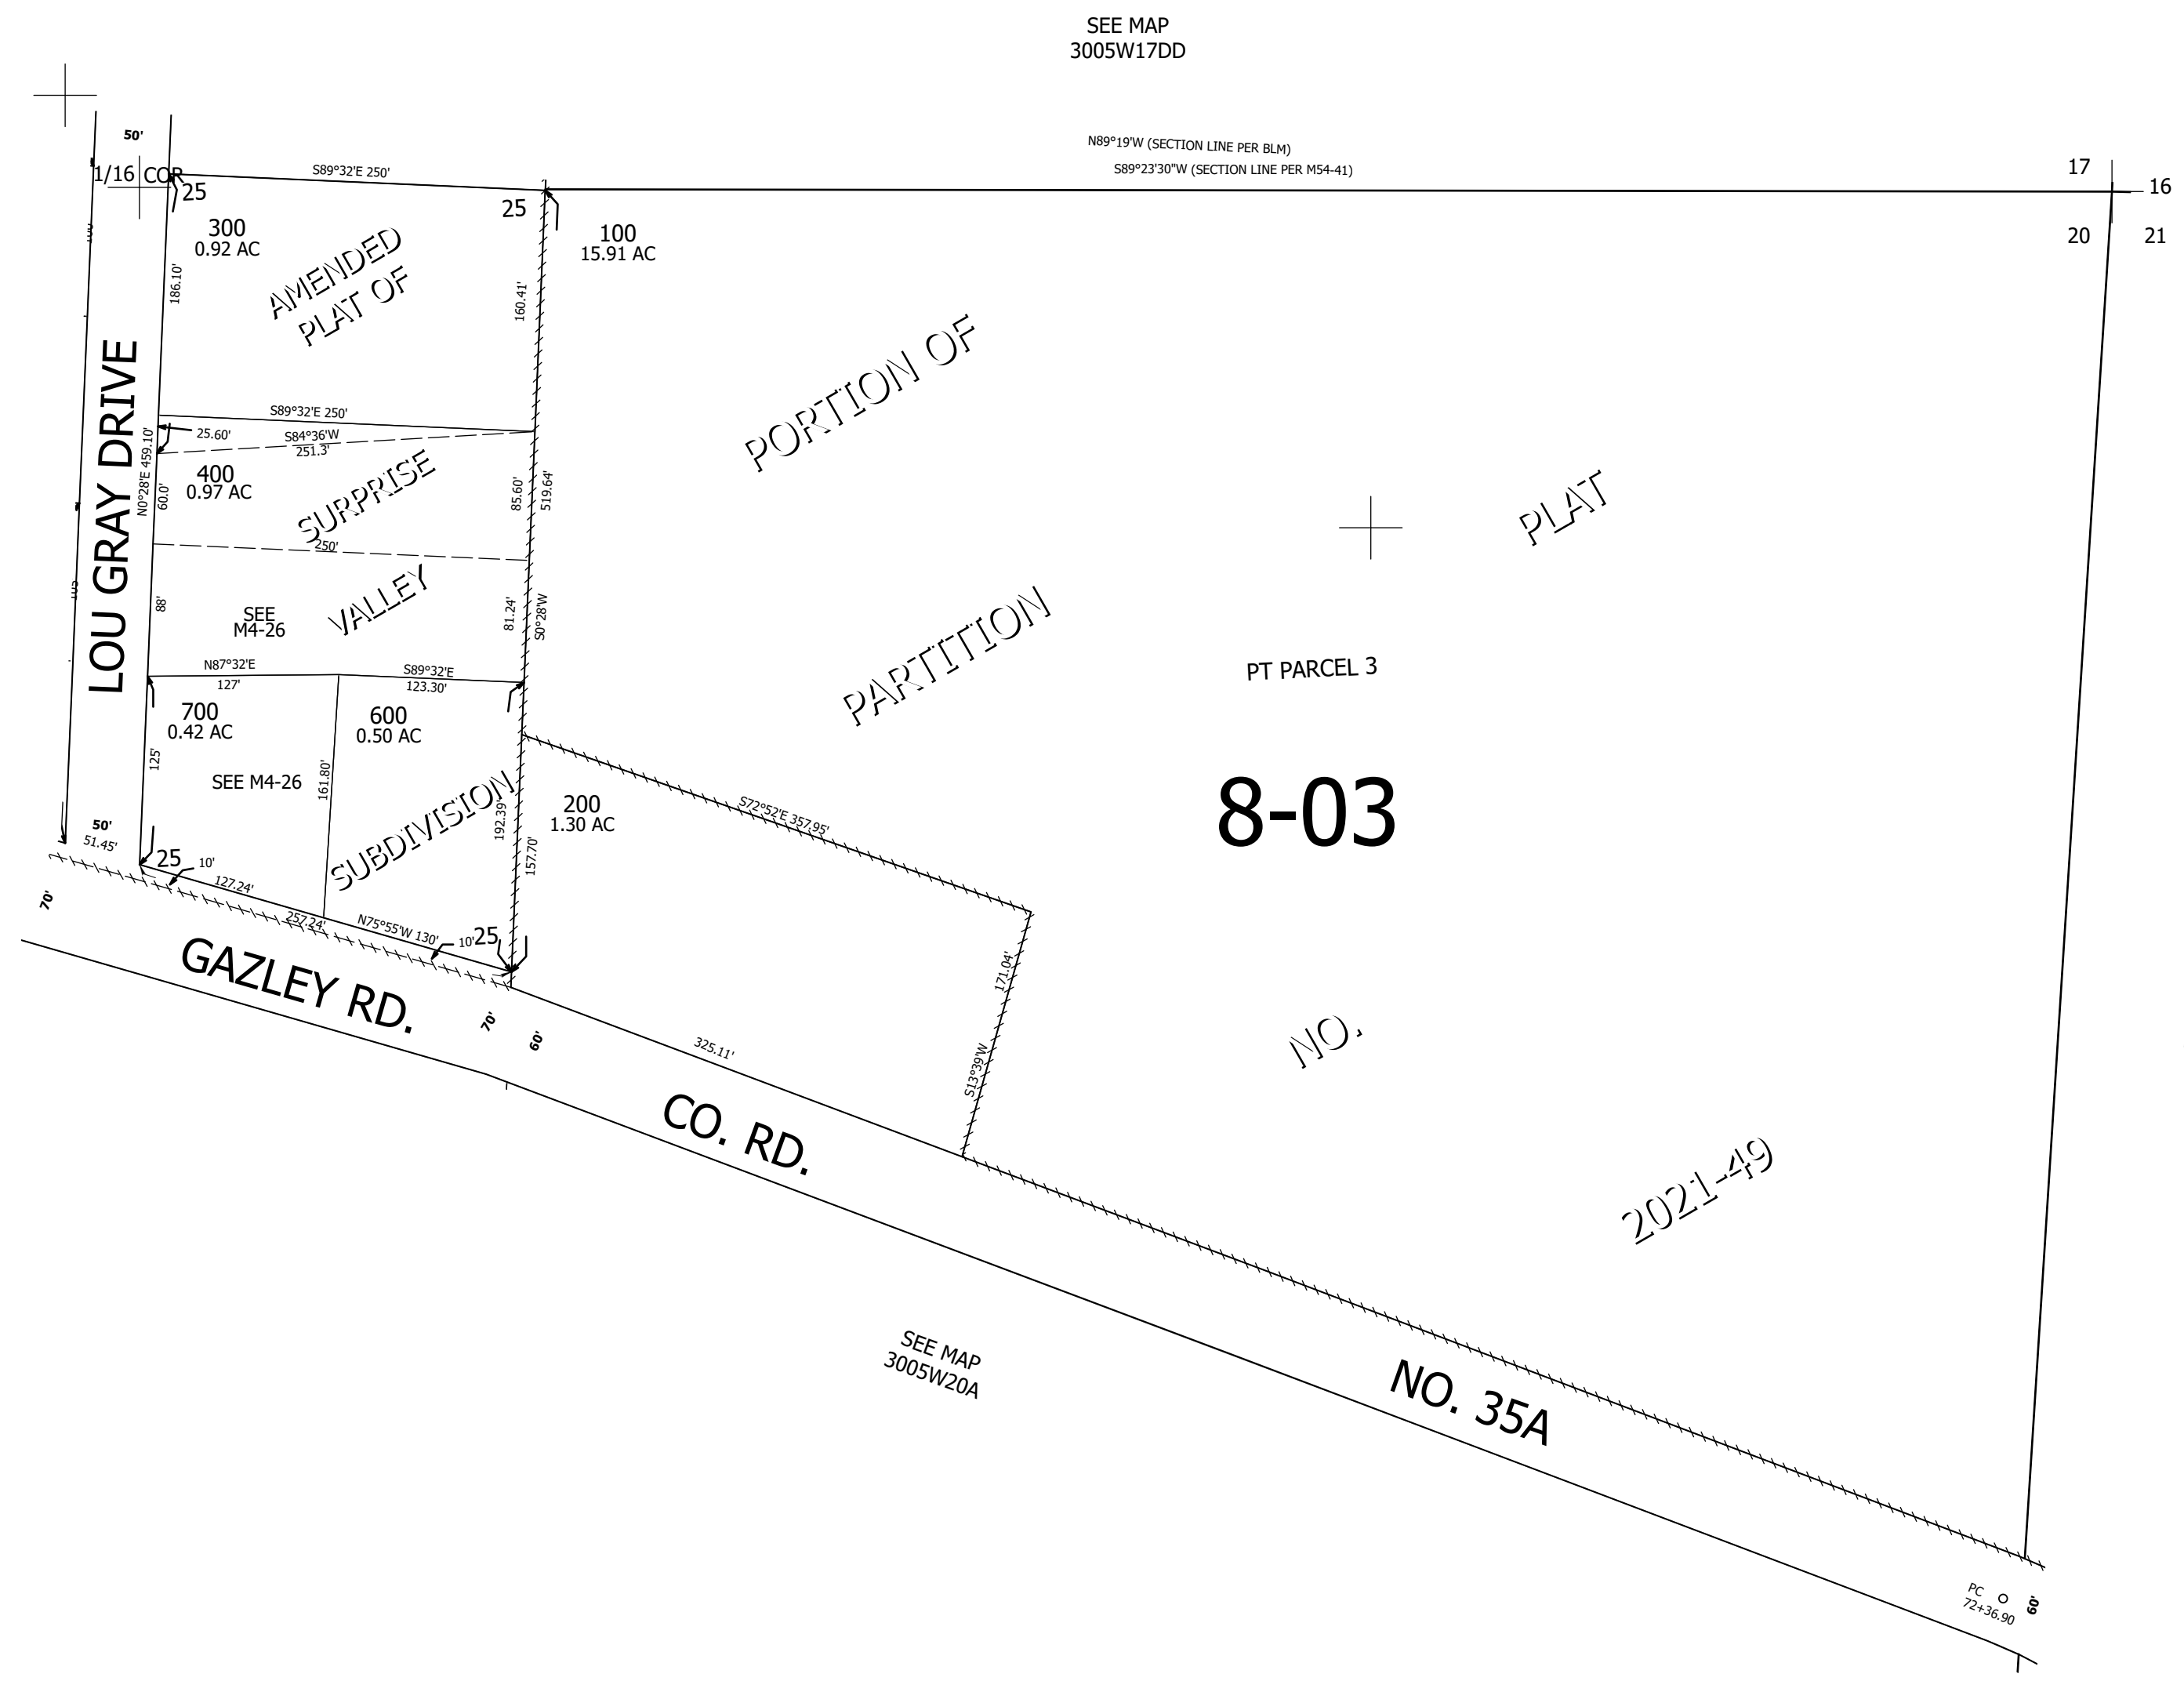 SEE MAP
3005W17DD
50'
1/16 COR
25
N89°19'W (SECTION LINE PER BLM)
S89°23'30"W (SECTION LINE PER M54-41)
17
16
20
21
S89°32'E 250'
25
300
0.92 AC
100
15.91 AC
AMENDED
PLAT OF
186.10'
160.41'
PORTION OF
LOU GRAY DRIVE
S89°32'E 250'
25.60'
S84°36'W
251.3'
N0°28'E 459.10'
400
0.97 AC
60.0'
SURPRISE
85.60'
519.64'
PLAT
250'
88'
SEE
M4-26
VALLEY
81.24'
S0°28'W
PARTITION
PT PARCEL 3
N87°32'E
127'
S89°32'E
123.30'
700
0.42 AC
600
0.50 AC
125'
SEE M4-26
161.80'
SUBDIVISION
192.39'
157.70'
200
1.30 AC
S72°52'E 357.95'
8-03
50'
51.45'
25
10'
127.24'
70'
257.24'
N75°55'W 130'
10'
25
171.04'
S13°39'W
GAZLEY RD.
70'
60'
325.11'
NO.
CO. RD.
2021-49
SEE MAP
3005W20A
NO. 35A
PC
72+36.90
60'